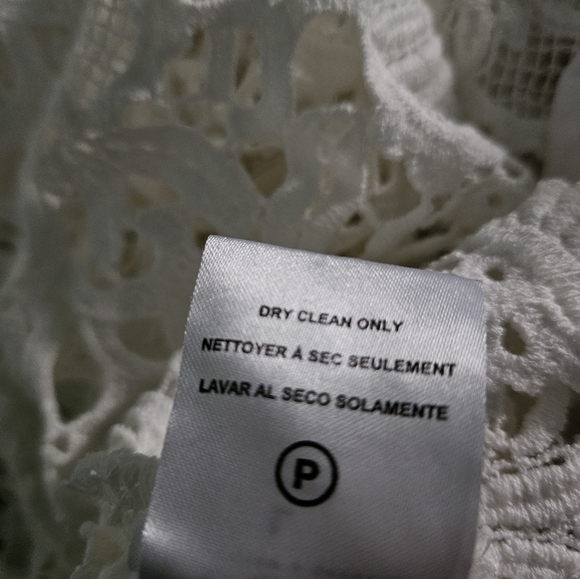 DRY CLEAN ONLY
NETTOYER À SEC SEULEMENT
LAVAR AL SECO SOLAMENTE
P